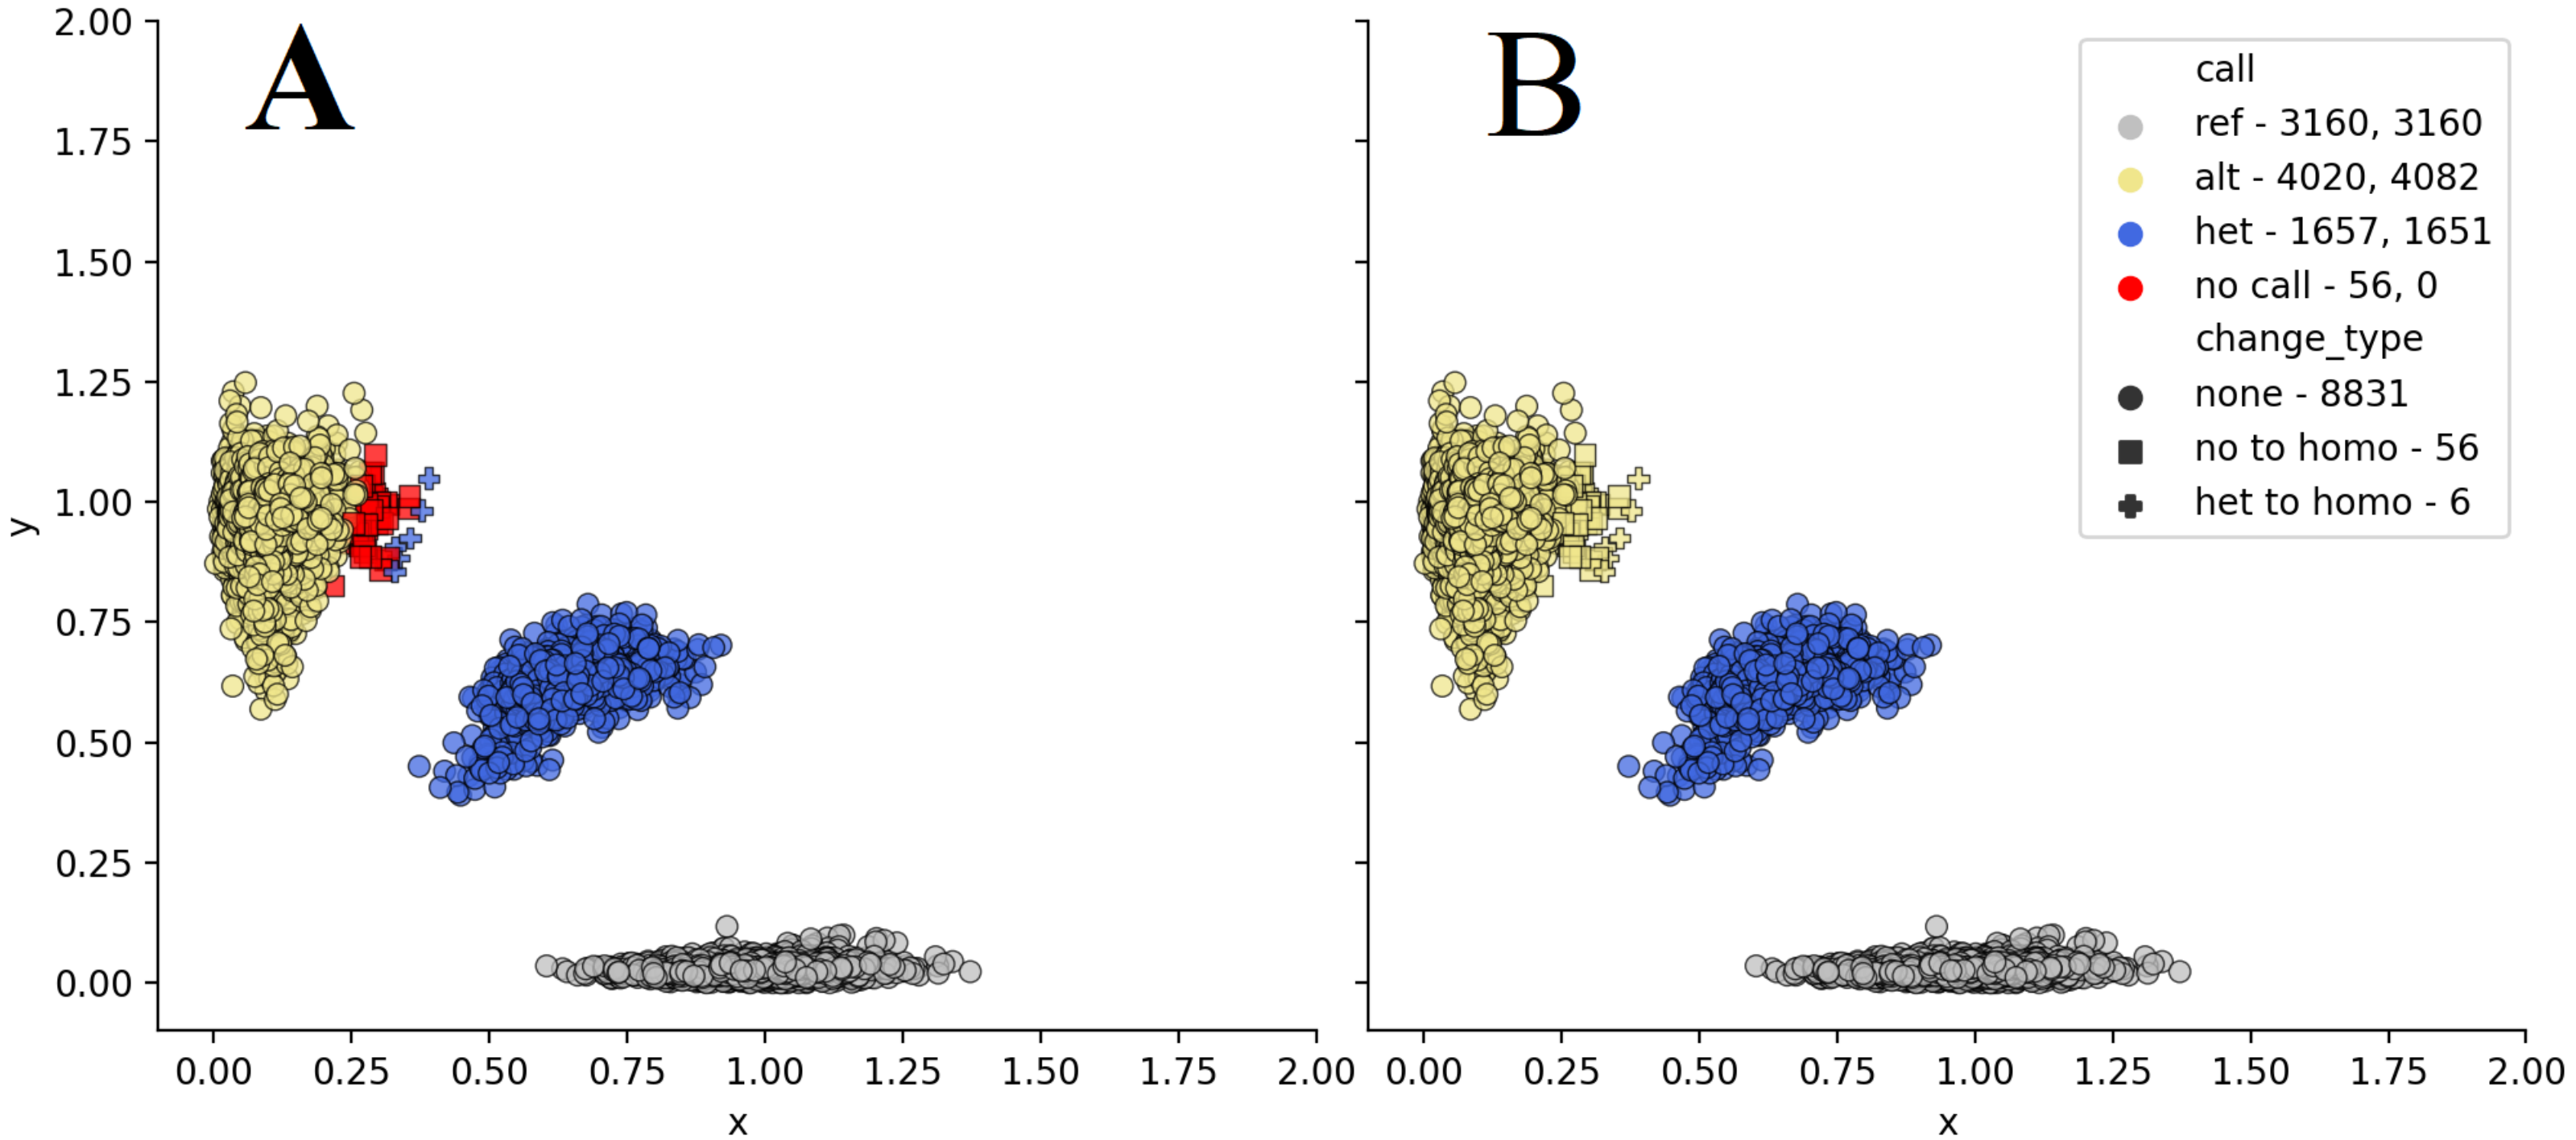 A
B
2.00
1.75
1.50
1.25
1.00
0.75
0.50
0.25
0.00
y
0.00 0.25 0.50 0.75 1.00 1.25 1.50 1.75 2.00
x
0.00 0.25 0.50 0.75 1.00 1.25 1.50 1.75 2.00
x
call
ref - 3160, 3160
alt - 4020, 4082
het - 1657, 1651
no call - 56, 0
change_type
none - 8831
no to homo - 56
het to homo - 6